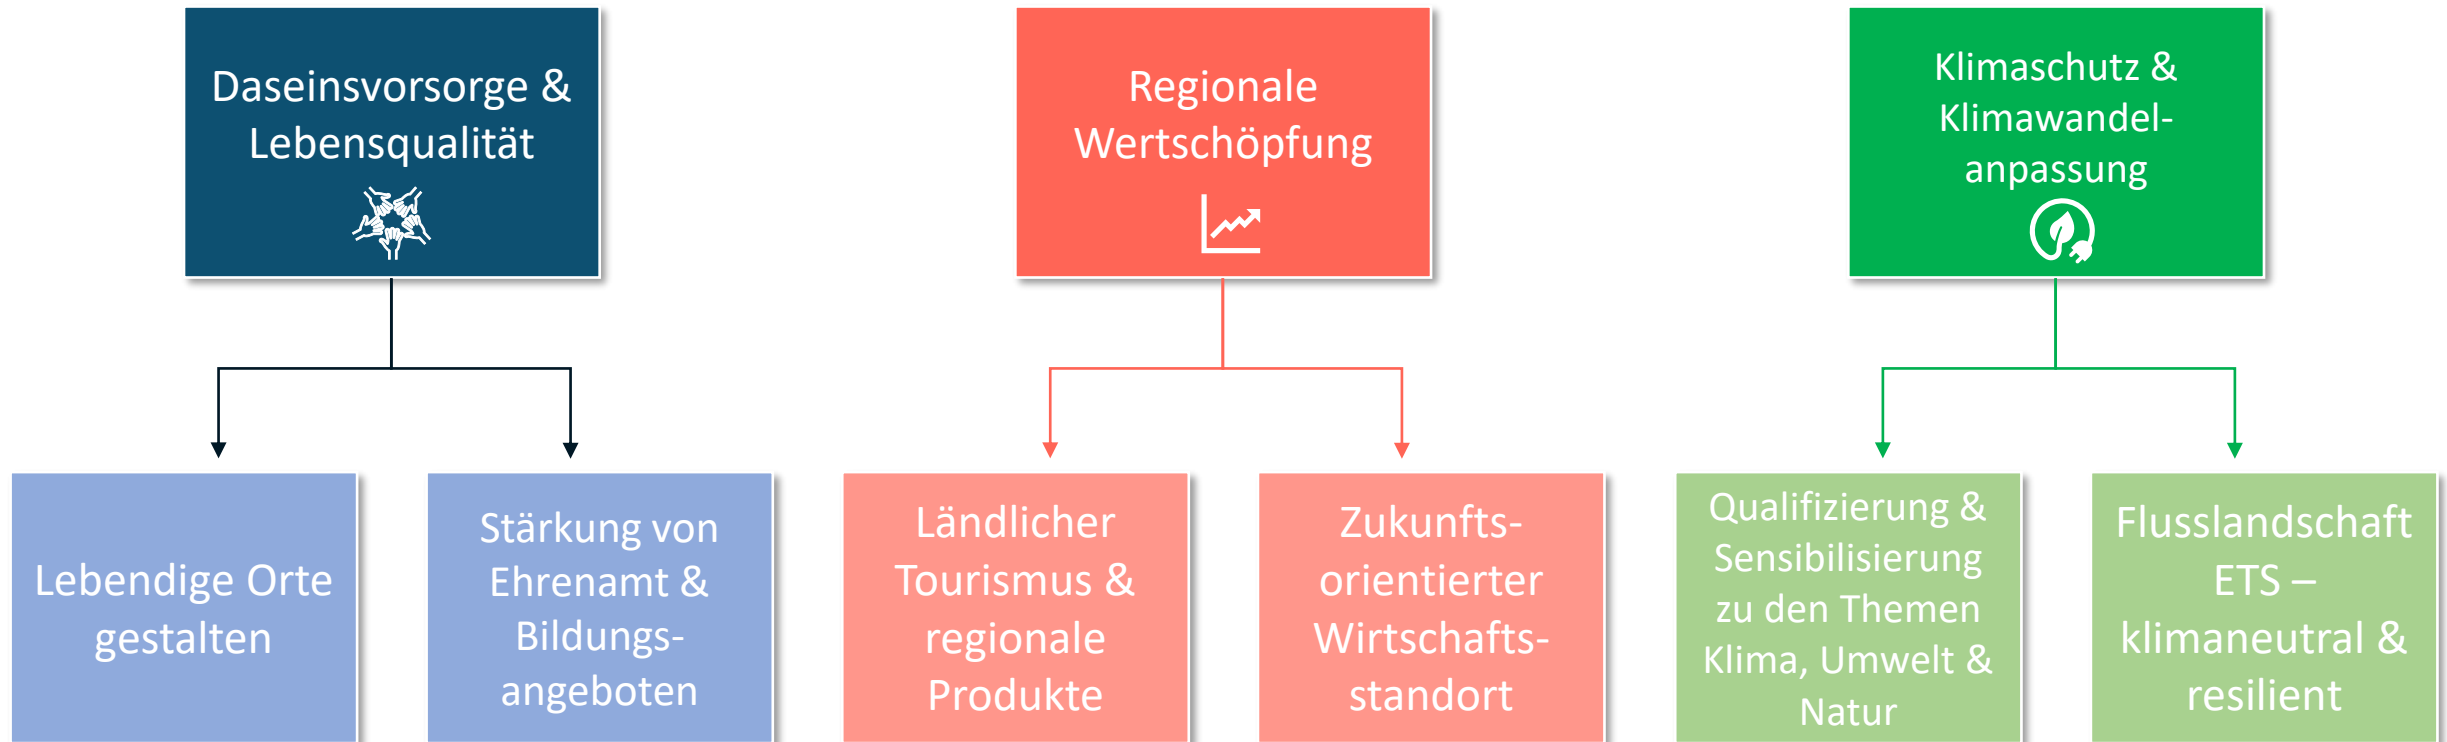 Daseinsvorsorge &
Lebensqualität
Regionale
Wertschöpfung
Klimaschutz &
Klimawandel-
anpassung
Lebendige Orte
gestalten
Stärkung von
Ehrenamt &
Bildungs-
angeboten
Ländlicher
Tourismus &
regionale
Produkte
Zukunfts-
orientierter
Wirtschafts-
standort
Qualifizierung &
Sensibilisierung
zu den Themen
Klima, Umwelt &
Natur
Flusslandschaft
ETS –
klimaneutral &
resilient